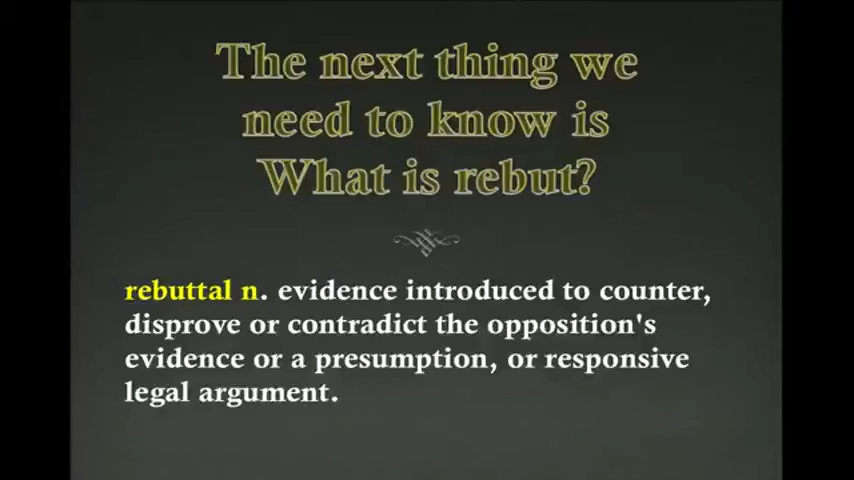 The next thing we
need to know is
What is rebut?
rebuttal n. evidence introduced to counter,
disprove or contradict the opposition's
evidence or a presumption, or responsive
legal argument.